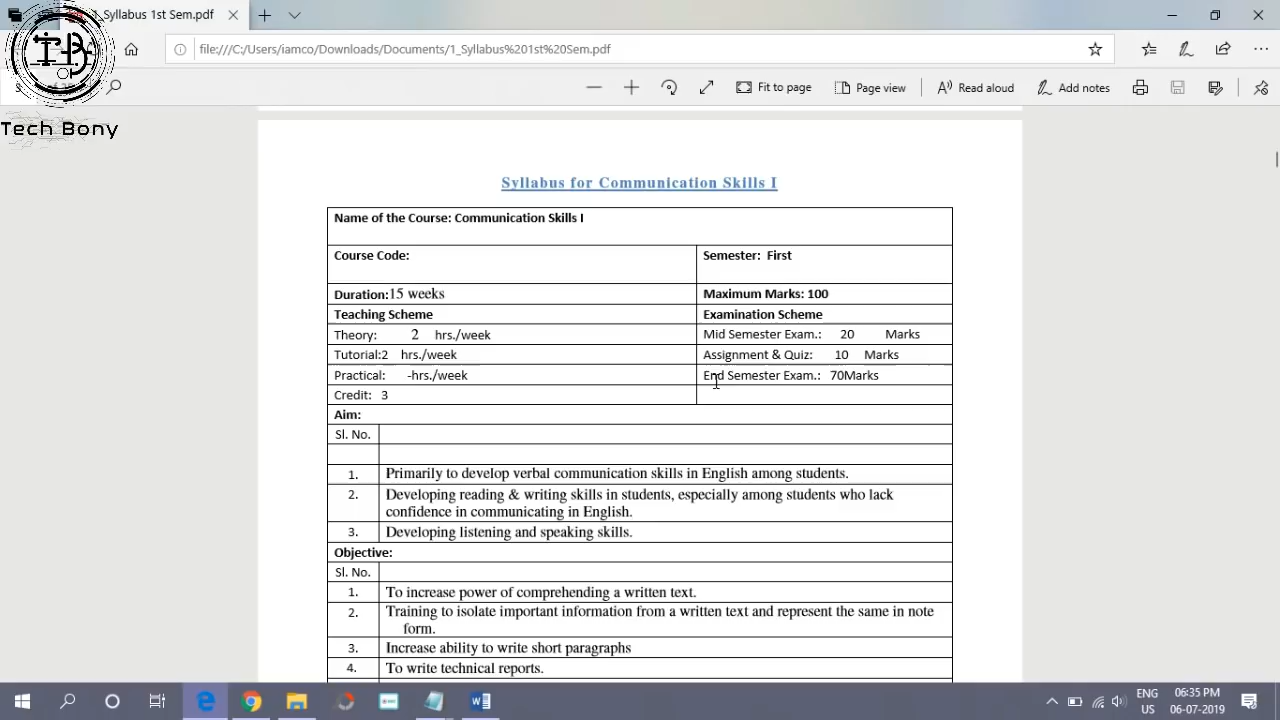 _Syllabus 1st Sem.pdf
file:///C:/Users/iamco/Downloads/Documents/1_Syllabus%201st%20Sem.pdf
Fit to page
Page view
Read aloud
Add notes
Tech Bony
Syllabus for Communication Skills I
Name of the Course: Communication Skills I
Course Code:
Semester: First
Duration:15 weeks
Maximum Marks: 100
Teaching Scheme
Examination Scheme
Theory: 2 hrs./week
Mid Semester Exam.: 20 Marks
Tutorial:2 hrs./week
Assignment & Quiz: 10 Marks
Practical: -hrs./week
End Semester Exam.: 70Marks
Credit: 3
Aim:
Sl. No.
1. Primarily to develop verbal communication skills in English among students.
2. Developing reading & writing skills in students, especially among students who lack
confidence in communicating in English.
3. Developing listening and speaking skills.
Objective:
Sl. No.
1. To increase power of comprehending a written text.
2. Training to isolate important information from a written text and represent the same in note
form.
3. Increase ability to write short paragraphs
4. To write technical reports.
ENG
US
06:35 PM
06-07-2019